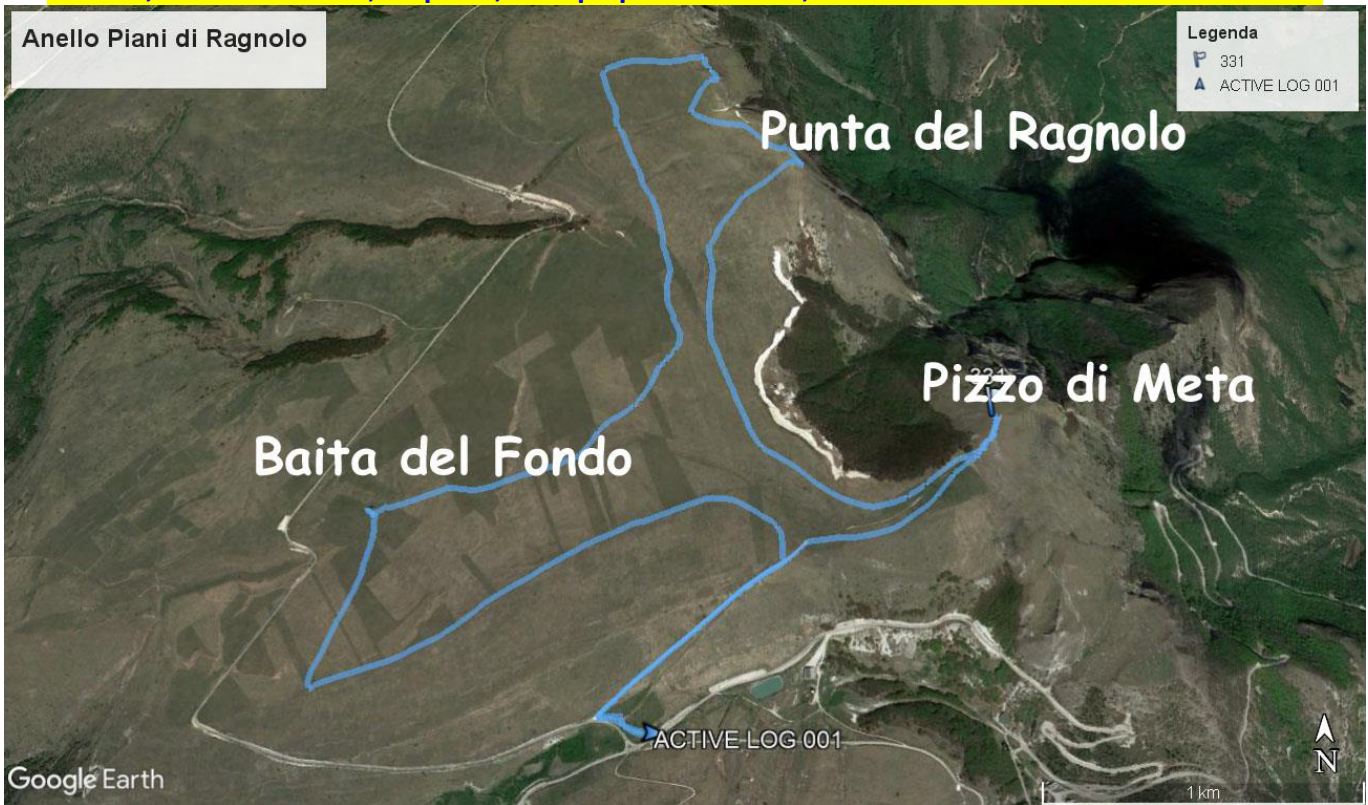 Anello Piani di Ragnolo
Legenda
331
ACTIVE LOG 001
Punta del Ragnolo
Pizzo di Meta
Baita del Fondo
ACTIVE LOG 001
N
Google Earth
1 km